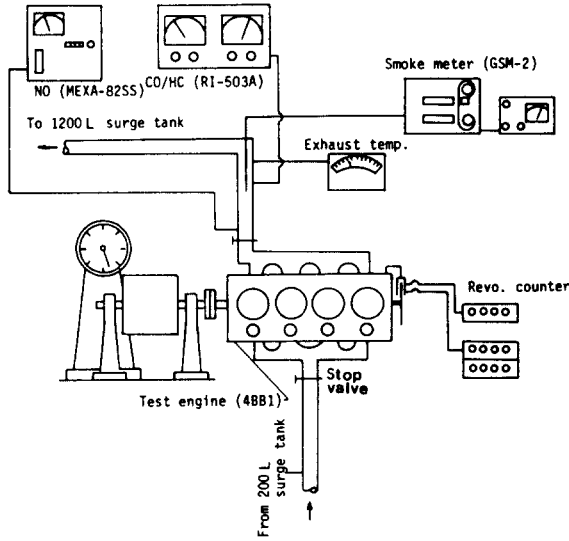 NO (MEXA-82SS)
CO/HC (RI-503A)
Smoke meter (GSM-2)
To 1200 L surge tank
Exhaust temp.
Revo. counter
Stop
valve
Test engine (4BB1)
From 200 L
surge tank